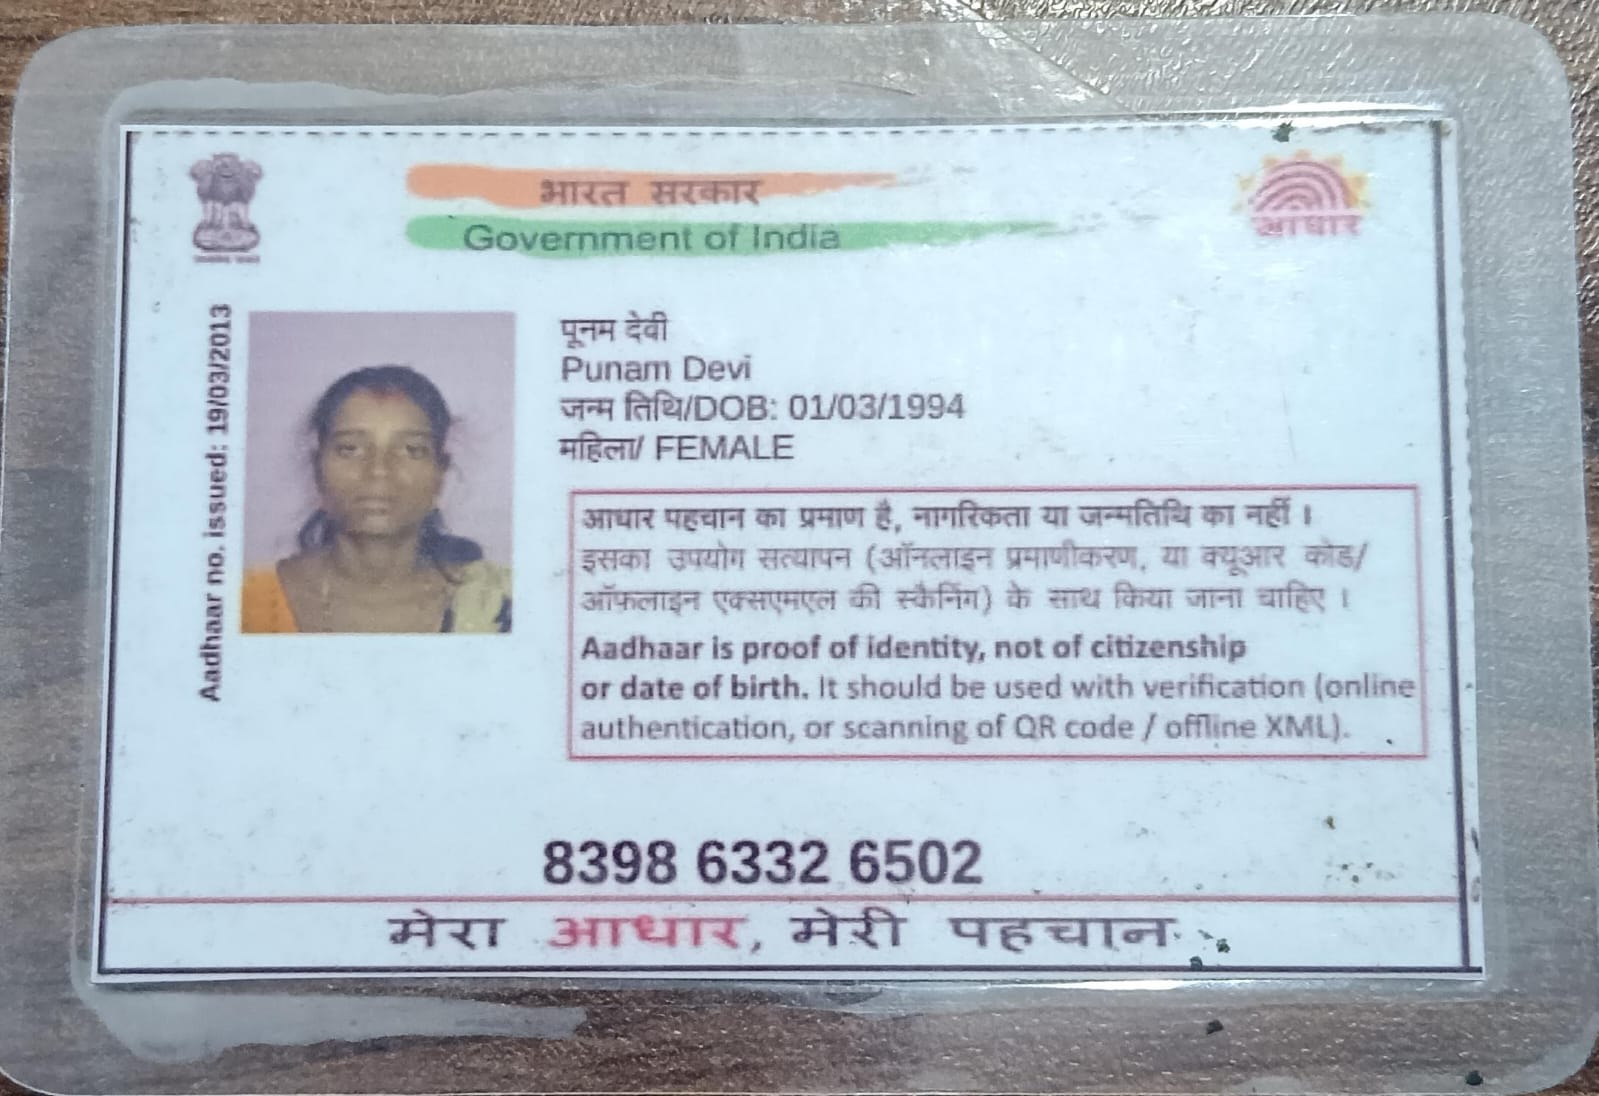 भारत सरकार
Government of India
आधार
Aadhaar no. issued: 19/03/2013
पूनम देवी
Punam Devi
जन्म तिथि/DOB: 01/03/1994
महिला/ FEMALE
आधार पहचान का प्रमाण है, नागरिकता या जन्मतिथि का नहीं ।
इसका उपयोग सत्यापन (ऑनलाइन प्रमाणीकरण, या क्यूआर कोड/
ऑफ़लाइन एक्सएमएल की स्कैनिंग) के साथ किया जाना चाहिए ।
Aadhaar is proof of identity, not of citizenship
or date of birth. It should be used with verification (online
authentication, or scanning of QR code / offline XML).
8398 6332 6502
मेरा आधार, मेरी पहचान